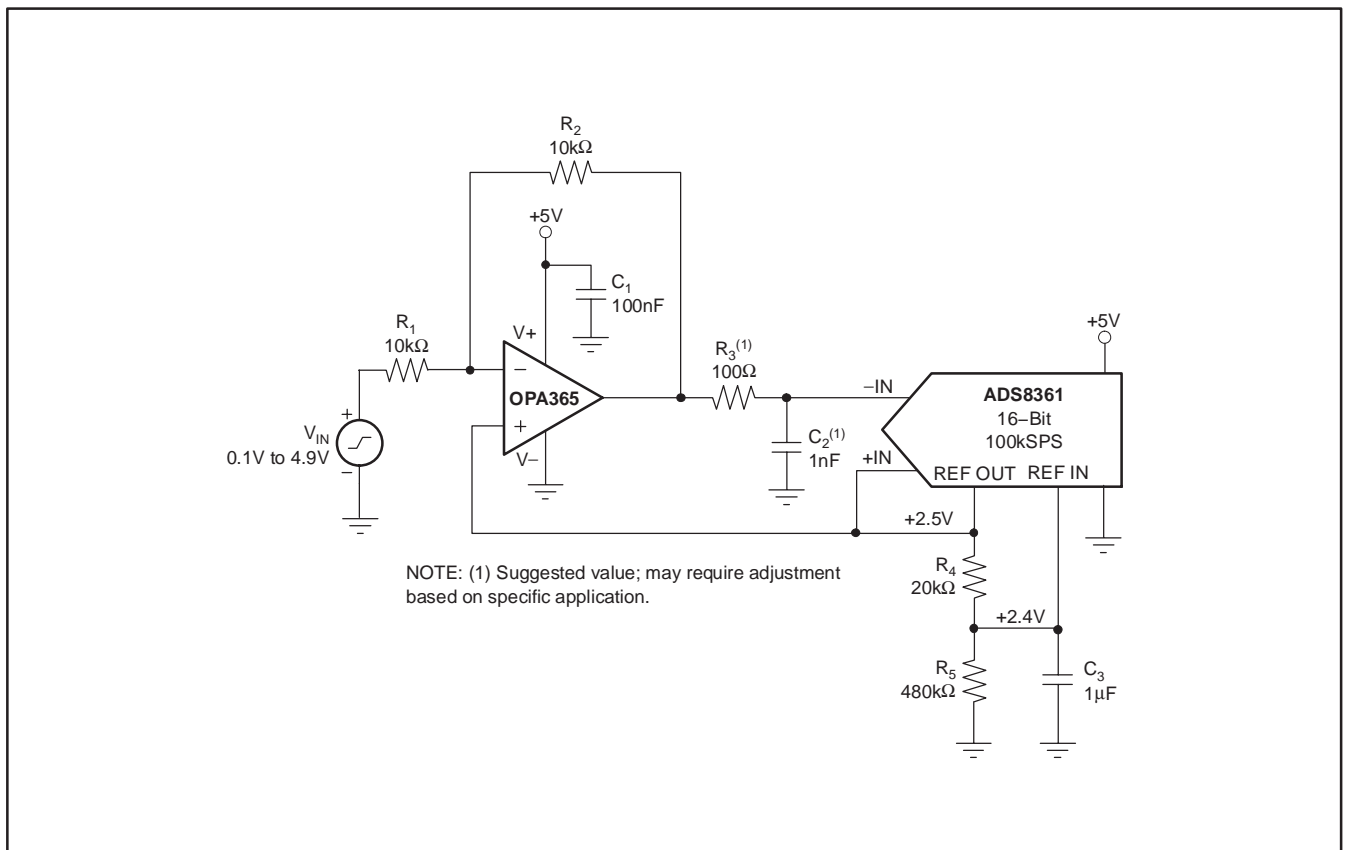 R2
10kΩ
+5V
C1
100nF
R1
10kΩ
V+
−
OPA365
+
V−
+
VIN
0.1V to 4.9V
−
R3(1)
100Ω
C2(1)
1nF
+5V
−IN
ADS8361
16−Bit
100kSPS
+IN
REF OUT REF IN
+2.5V
R4
20kΩ
+2.4V
R5
480kΩ
C3
1μF
NOTE: (1) Suggested value; may require adjustment
based on specific application.